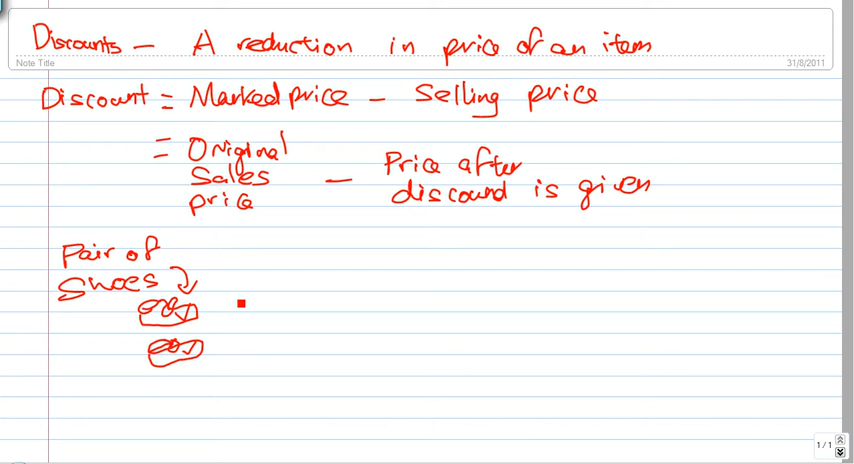 Discounts - A reduction in price of an item
Note Title
31/8/2011
Discount = Marked price - Selling price
= Original Sales price - Price after discound is given
Pair of
Shoes
1 / 1